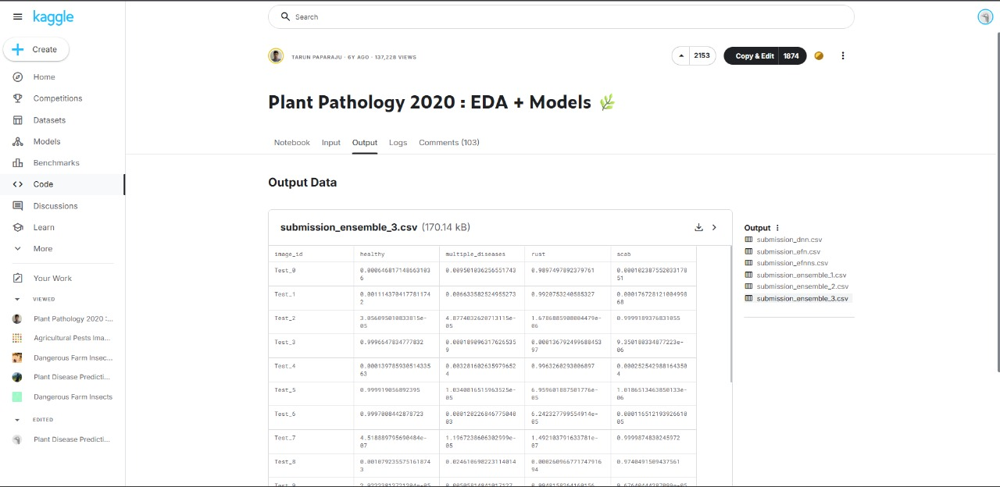 kaggle
Search
Create
Home
Competitions
Datasets
Models
Benchmarks
Code
Discussions
Learn
More
Your Work
VIEWED
Plant Pathology 2020 :...
Agricultural Pests Ima...
Dangerous Farm Insec...
Plant Disease Predicti...
Dangerous Farm Insects
EDITED
Plant Disease Predicti...
TARUN PAPARAJU · 6Y AGO · 137,228 VIEWS
2153
Copy & Edit 1874
Plant Pathology 2020 : EDA + Models
Notebook Input Output Logs Comments (103)
Output Data
submission_ensemble_3.csv (170.14 kB)
image_id healthy multiple_diseases rust scab
Test_0 0.0006468171486631036 0.009501036256551743 0.9897497892379761 0.00010238755203317851
Test_1 0.0011143704177811742 0.006633582524955273 0.9920753240585327 0.00017672812100499868
Test_2 3.056095010833815e-05 4.8774032620713115e-05 1.6786885908004479e-06 0.9999189376831055
Test_3 0.9996647834777832 0.0001890963176265359 0.00013679249968845397 9.350180334877223e-06
Test_4 0.00013978593051433563 0.0032816026359796524 0.9963260293006897 0.0002525429881643504
Test_5 0.999919056892395 1.0340816515963525e-05 6.959601887501776e-05 1.0186513463850133e-06
Test_6 0.9997008442878723 0.00012022684677504003 6.242327799554914e-05 0.00011651219392661005
Test_7 4.518889795690484e-07 1.1967238606302999e-05 1.492103791633781e-07 0.9999874830245972
Test_8 0.0010792355751618743 0.024610698223114014 0.00026096677174791694 0.9740491509437561
Output
submission_dnn.csv
submission_efn.csv
submission_efnns.csv
submission_ensemble_1.csv
submission_ensemble_2.csv
submission_ensemble_3.csv